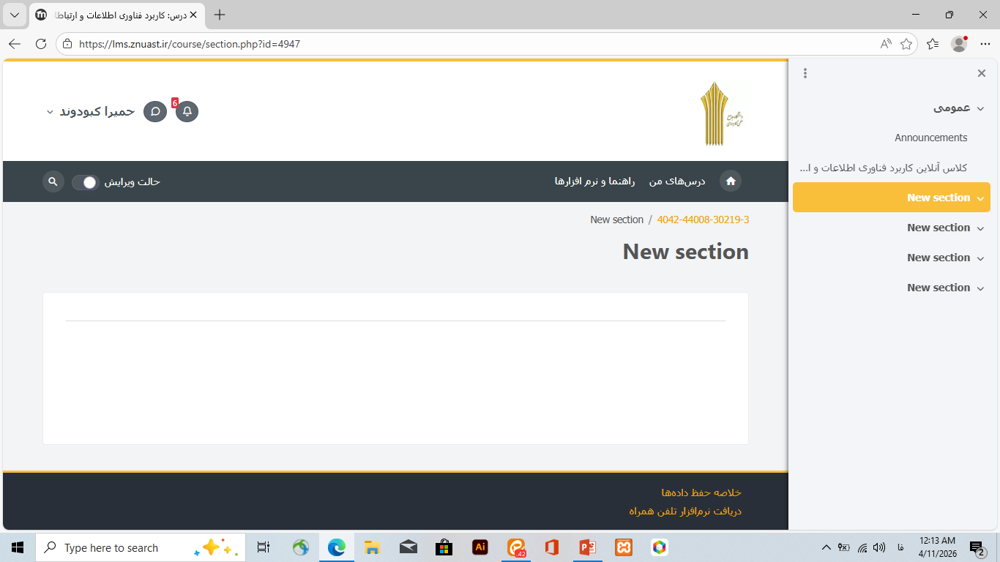 درس: کاربرد فناوری اطلاعات و ارتباطا
https://lms.znuast.ir/course/section.php?id=4947
6
حمیرا کبودوند
درس‌های من
راهنما و نرم افزارها
حالت ویرایش
4042-44008-30219-3 / New section
New section
عمومی
Announcements
کلاس آنلاین کاربرد فناوری اطلاعات و ا...
New section
New section
New section
New section
خلاصه حفظ داده‌ها
دریافت نرم‌افزار تلفن همراه
Type here to search
Ai
.42
فا
12:13 AM
4/11/2026
2